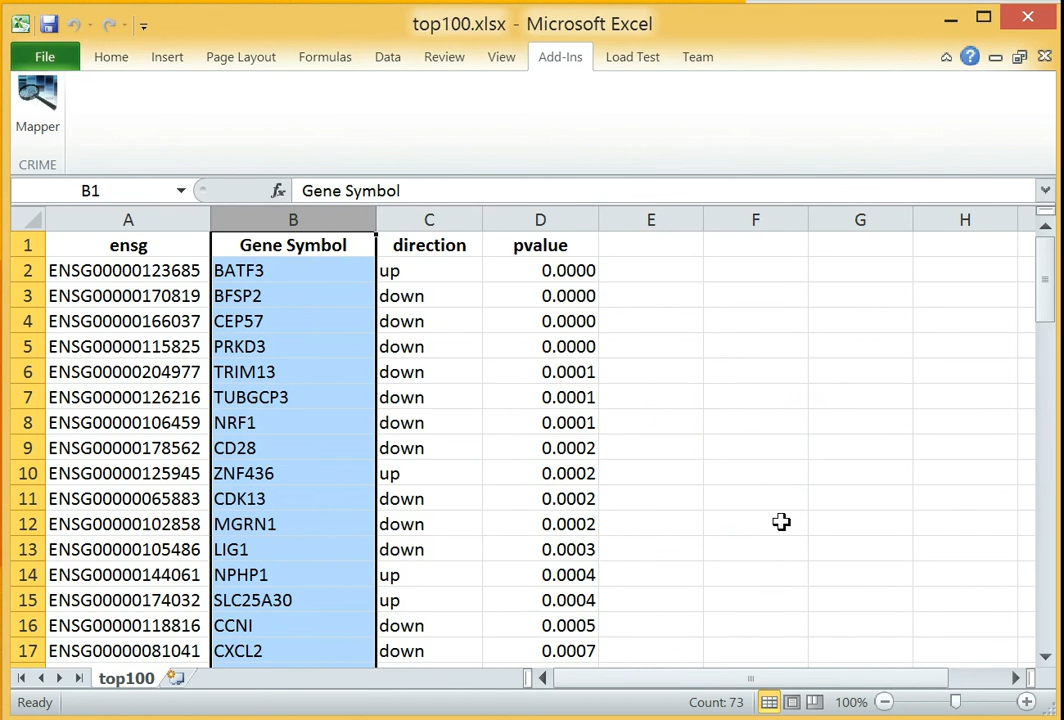 top100.xlsx - Microsoft Excel
File Home Insert Page Layout Formulas Data Review View Add-Ins Load Test Team
Mapper
CRIME
B1 fx Gene Symbol
A B C D E F G H
1 ensg Gene Symbol direction pvalue
2 ENSG00000123685 BATF3 up 0.0000
3 ENSG00000170819 BFSP2 down 0.0000
4 ENSG00000166037 CEP57 down 0.0000
5 ENSG00000115825 PRKD3 down 0.0000
6 ENSG00000204977 TRIM13 down 0.0001
7 ENSG00000126216 TUBGCP3 down 0.0001
8 ENSG00000106459 NRF1 down 0.0001
9 ENSG00000178562 CD28 down 0.0002
10 ENSG00000125945 ZNF436 up 0.0002
11 ENSG00000065883 CDK13 down 0.0002
12 ENSG00000102858 MGRN1 down 0.0002
13 ENSG00000105486 LIG1 down 0.0003
14 ENSG00000144061 NPHP1 up 0.0004
15 ENSG00000174032 SLC25A30 up 0.0004
16 ENSG00000118816 CCNI down 0.0005
17 ENSG00000081041 CXCL2 down 0.0007
top100
Ready Count: 73 100%